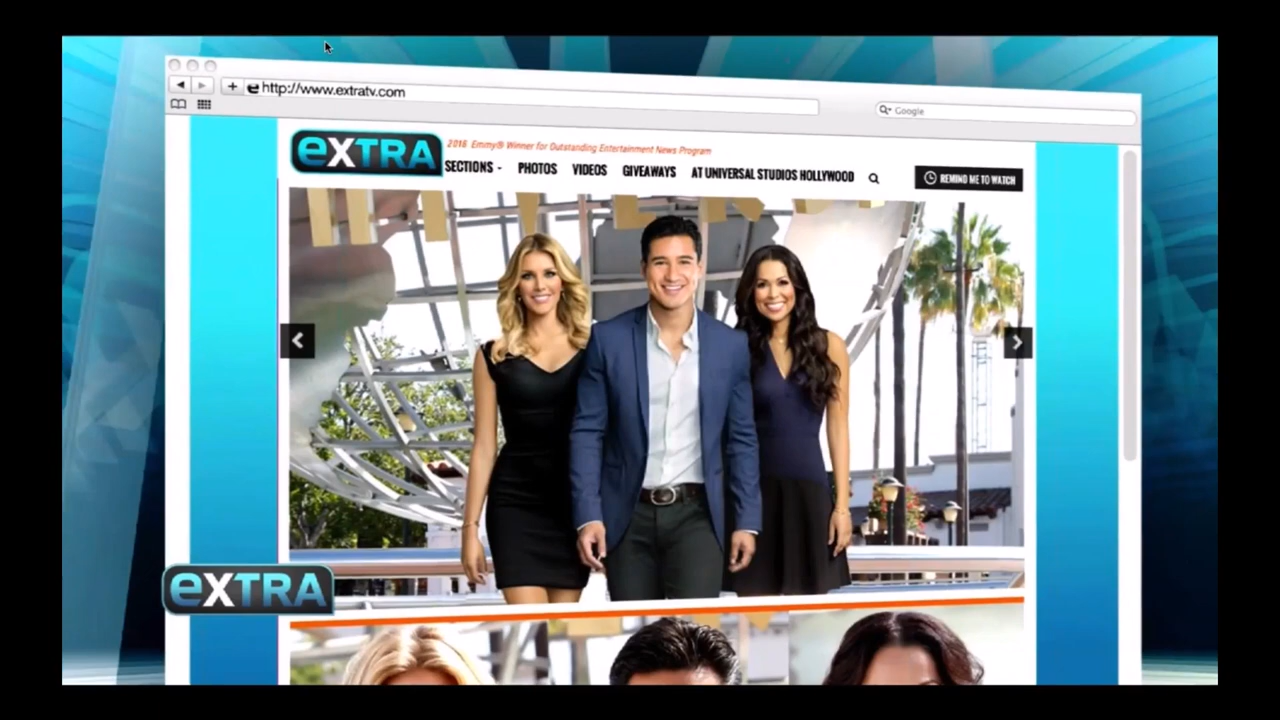 http://www.extratv.com
Google
eXTRA
2016 Emmy® Winner for Outstanding Entertainment News Program
SECTIONS PHOTOS VIDEOS GIVEAWAYS AT UNIVERSAL STUDIOS HOLLYWOOD
REMIND ME TO WATCH
eXTRA